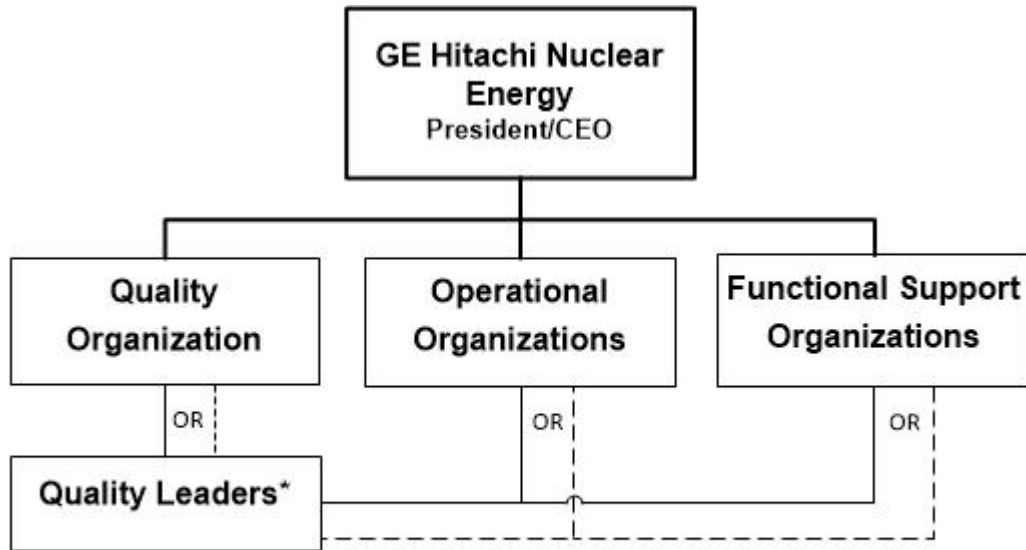 GE Hitachi Nuclear
Energy
President/CEO
Quality
Organization
Operational
Organizations
Functional Support
Organizations
OR
OR
OR
Quality Leaders*